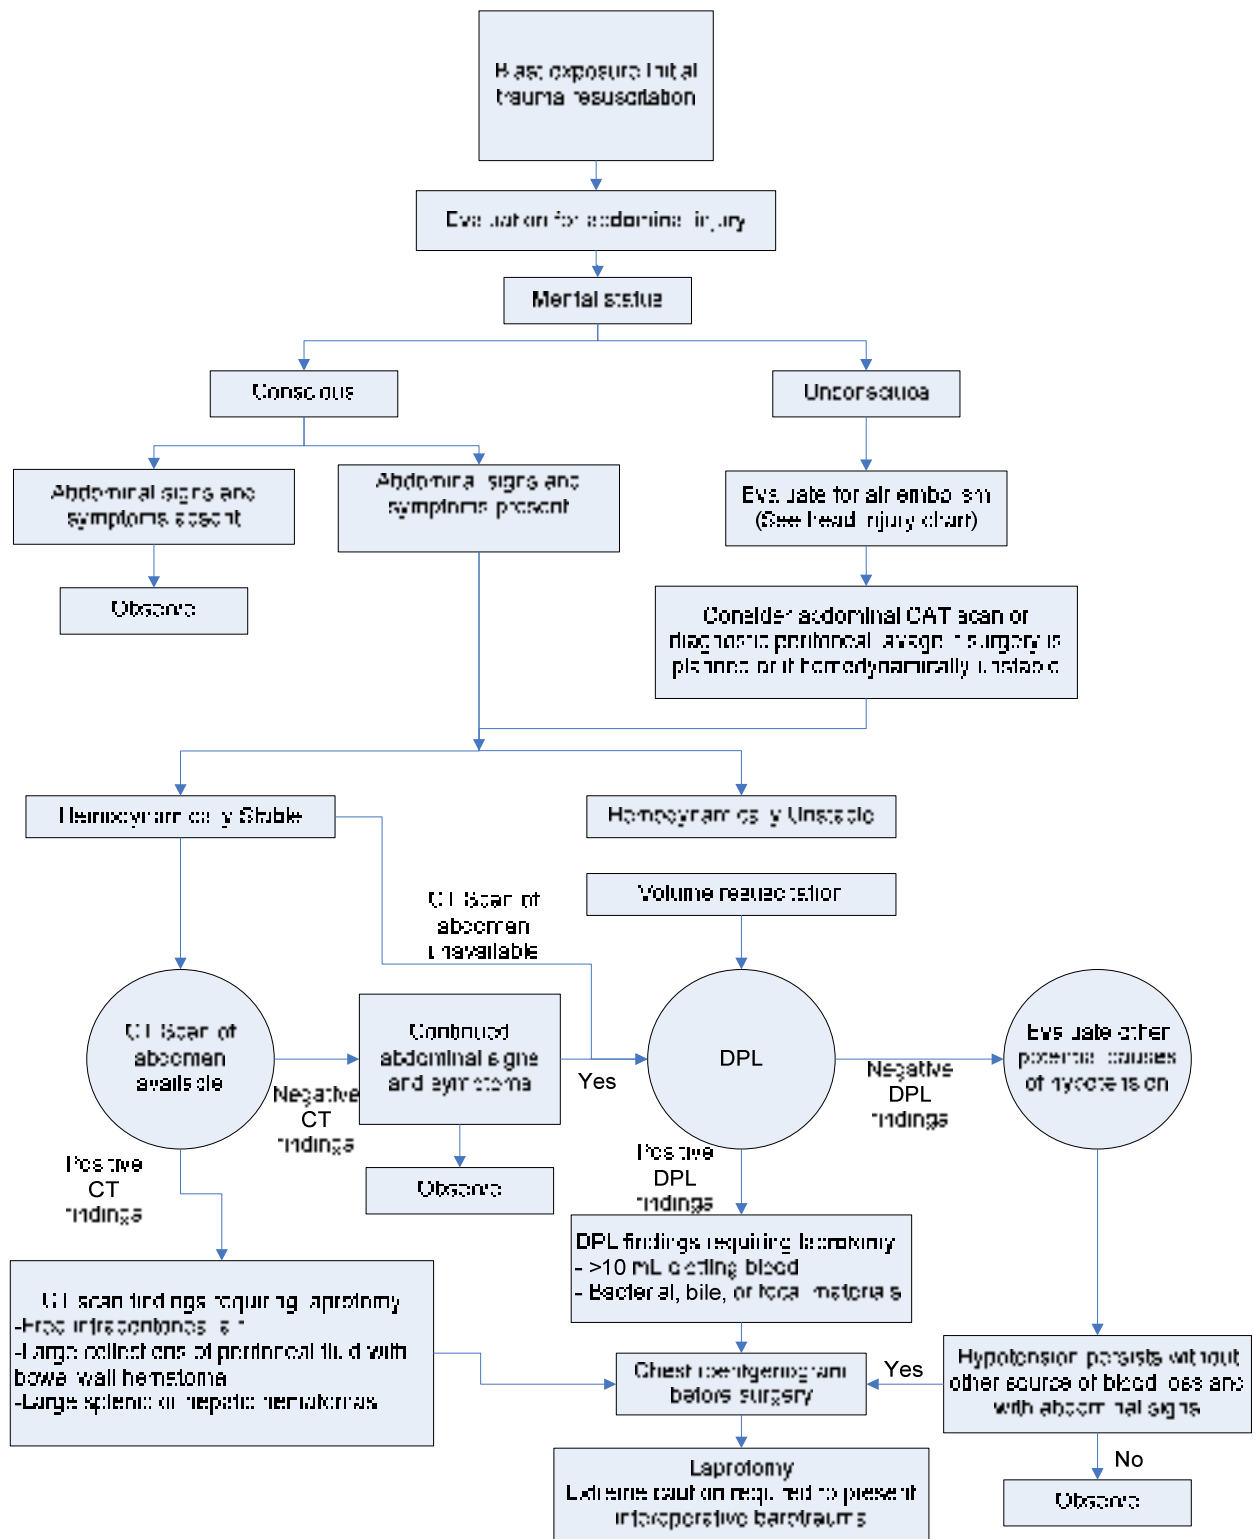 Blast exposure initial
trauma resuscitation
Evaluation for abdominal injury
Mental status
Conscious
Unconscious
Abdominal signs and
symptoms absent
Abdominal signs and
symptoms present
Evaluate for air embolism
(See head injury chart)
Observe
Consider abdominal CAT scan or
diagnostic peritoneal lavage if surgery is
planned or if hemodynamically unstable
Hemodynamically Stable
Hemodynamically Unstable
CT Scan of
abdomen
unavailable
Volume resuscitation
CT Scan of
abdomen
available
Negative
CT
findings
Continued
abdominal signs
and symptoms
Yes
DPL
Negative
DPL
findings
Evaluate other
potential causes
of hypotension
Positive
CT
findings
Observe
Positive
DPL
findings
DPL findings requiring laprotomy
- >10 mL clotting blood
- Bacterial, bile, or fecal materials
CT scan findings requiring laprotomy
-Free intraperitoneal air
-Large collections of peritoneal fluid with
bowel wall hematoma
-Large splenic or hepatic hematomas
Chest roentgenogram
before surgery
Yes
Hypotension persists without
other source of blood loss and
with abdominal signs
No
Laprotomy
Extreme caution required to present
interoperative barotrauma
Observe